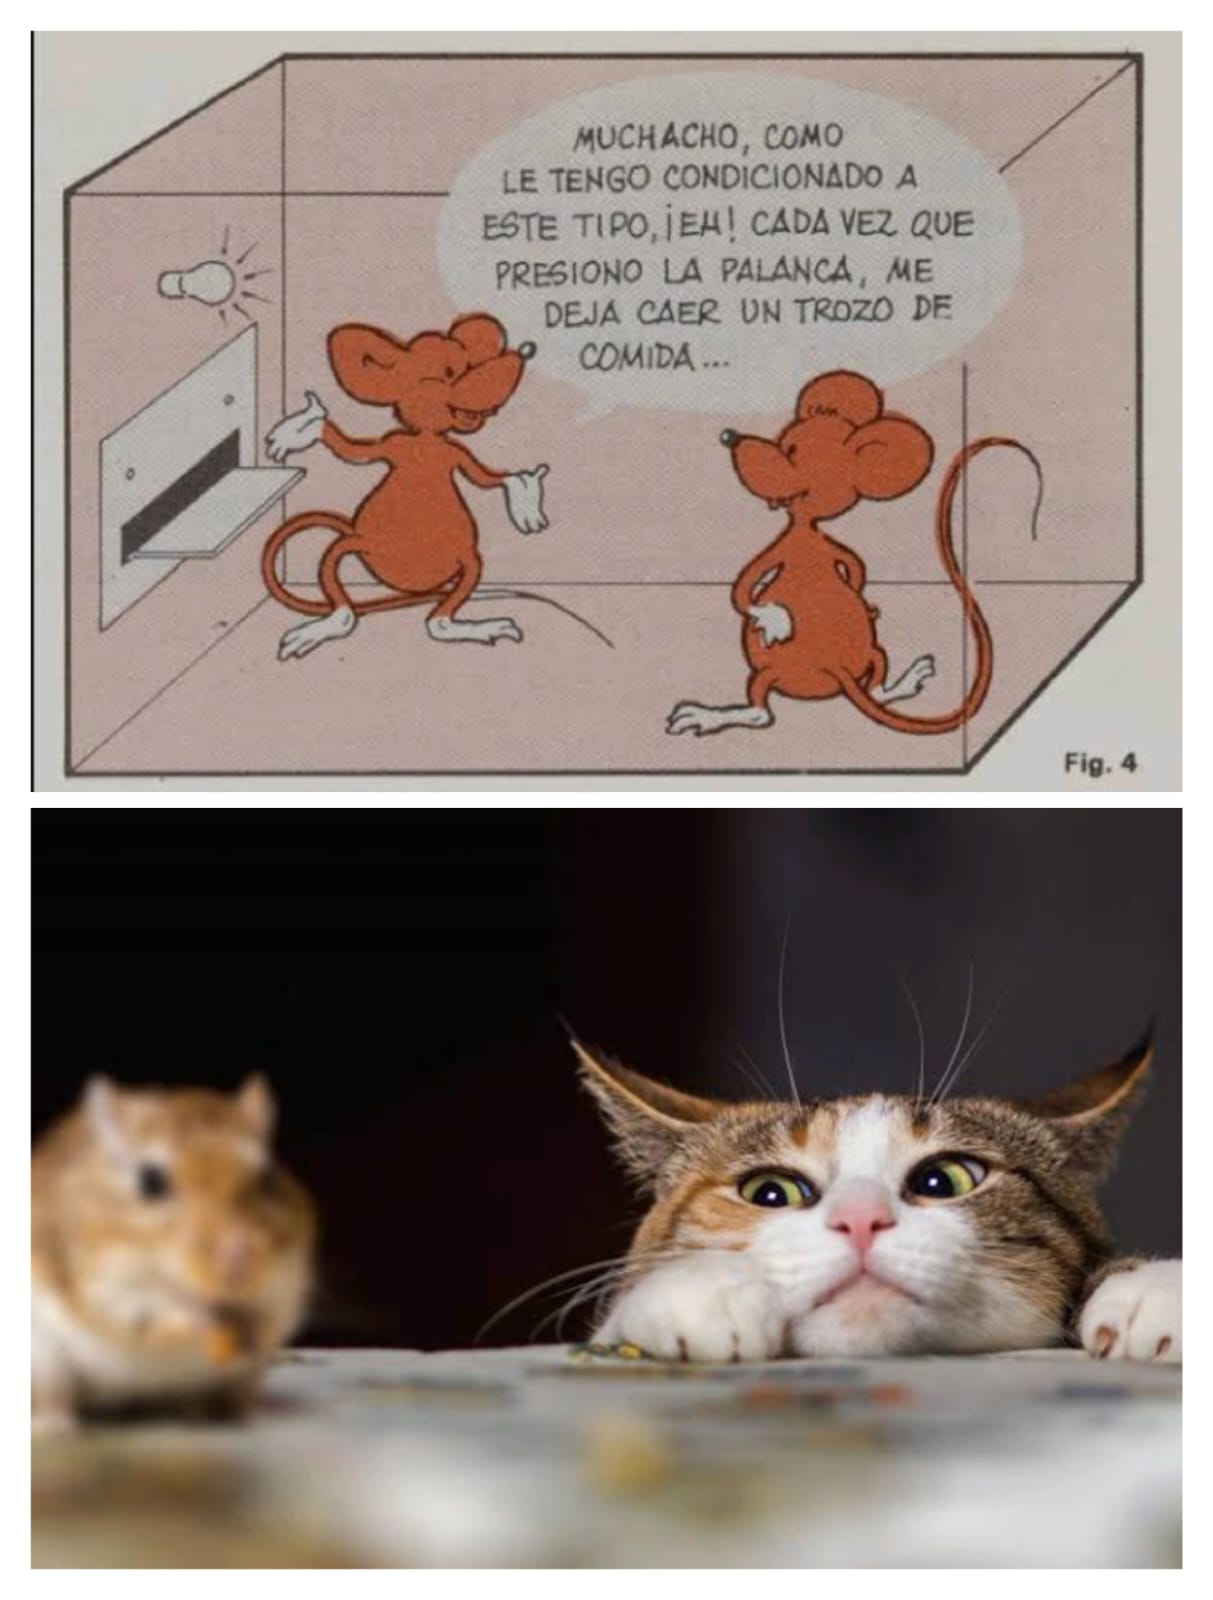 MUCHACHO, COMO
LE TENGO CONDICIONADO A
ESTE TIPO, ¡EH! CADA VEZ QUE
PRESIONO LA PALANCA, ME
DEJA CAER UN TROZO DE
COMIDA...
Fig. 4